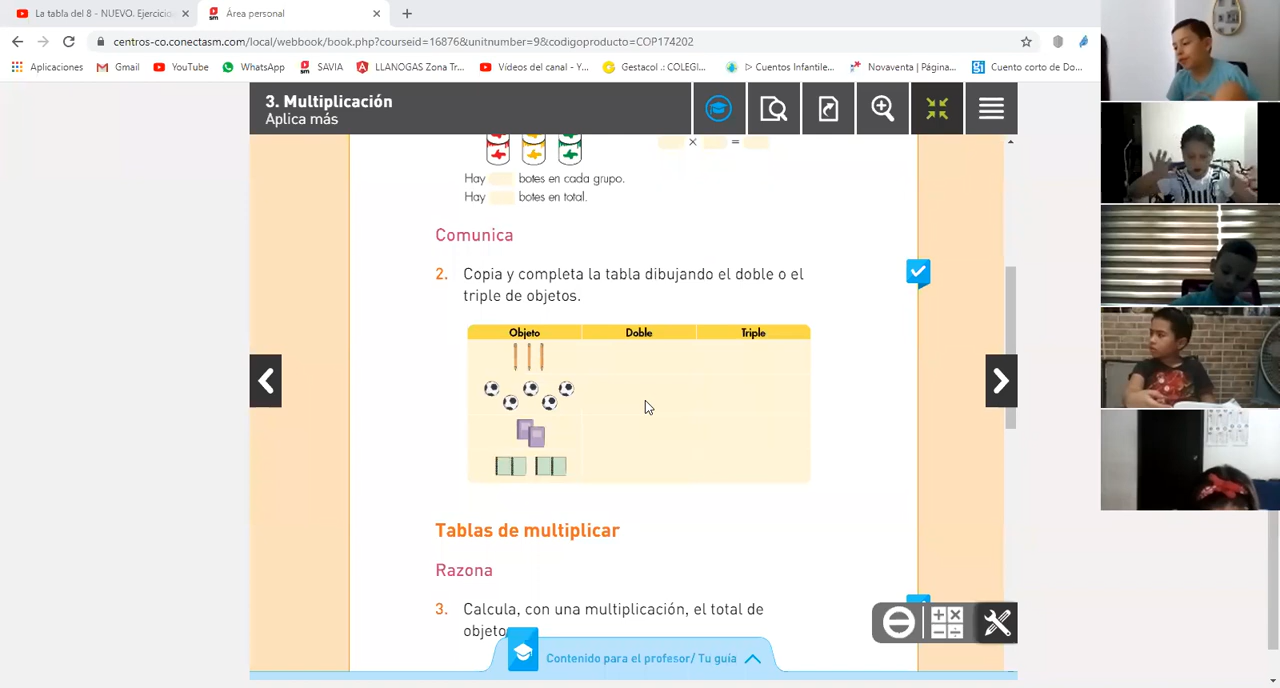 La tabla del 8 - NUEVO. Ejercicio
Área personal
centros-co.conectasm.com/local/webbook/book.php?courseid=16876&unitnumber=9&codigoproducto=COP174202
Aplicaciones
Gmail
YouTube
WhatsApp
SAVIA
LLANOGAS Zona Tr...
Vídeos del canal - Y...
Gestacol .: COLEGI...
▷ Cuentos Infantile...
Novaventa | Página...
Cuento corto de Do...
3. Multiplicación
Aplica más
× =
Hay botes en cada grupo.
Hay botes en total.
Comunica
2. Copia y completa la tabla dibujando el doble o el
triple de objetos.
Objeto Doble Triple
Tablas de multiplicar
Razona
3. Calcula, con una multiplicación, el total de
objeto
Contenido para el profesor/ Tu guía